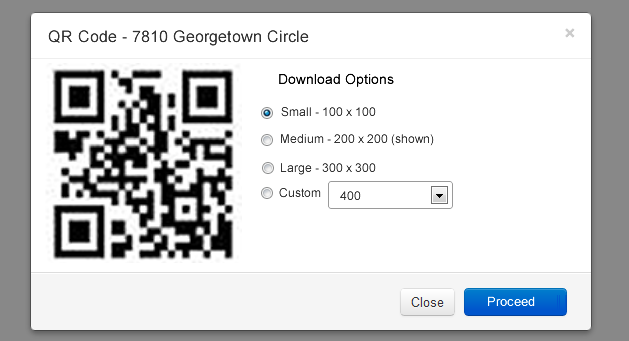 QR Code - 7810 Georgetown Circle
×
Download Options
Small - 100 x 100
Medium - 200 x 200 (shown)
Large - 300 x 300
Custom 400
Close Proceed